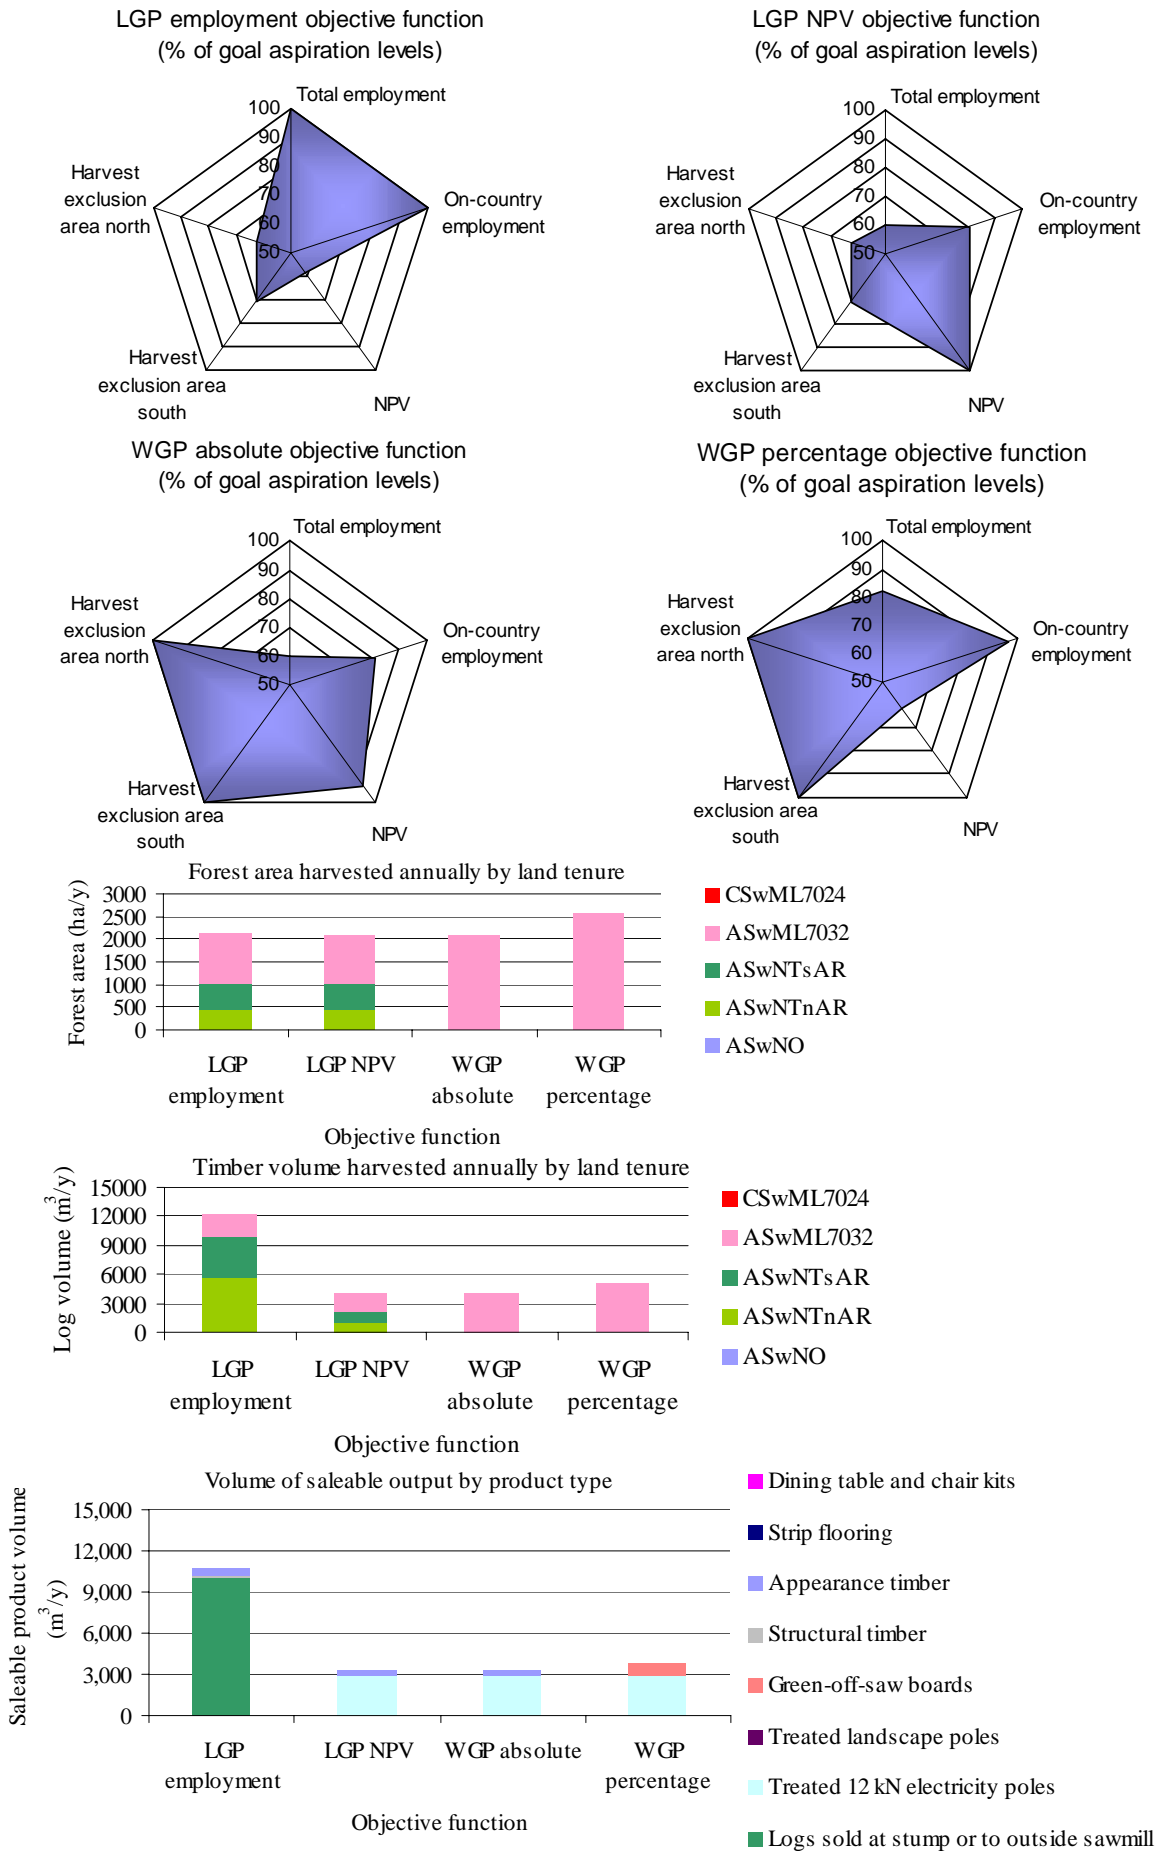 LGP employment objective function
(% of goal aspiration levels)
100
90
80
70
60
50
Total employment
On-country
employment
NPV
Harvest
exclusion area
south
Harvest
exclusion
area north
LGP NPV objective function
(% of goal aspiration levels)
100
90
80
70
60
50
Total employment
On-country
employment
NPV
Harvest
exclusion area
south
Harvest
exclusion
area north
WGP absolute objective function
(% of goal aspiration levels)
100
90
80
70
60
50
Total employment
On-country
employment
NPV
Harvest
exclusion area
south
Harvest
exclusion
area north
WGP percentage objective function
(% of goal aspiration levels)
100
90
80
70
60
50
Total employment
On-country
employment
NPV
Harvest
exclusion area
south
Harvest
exclusion
area north
Forest area harvested annually by land tenure
Forest area (ha/y)
3000
2500
2000
1500
1000
500
0
LGP
employment
LGP NPV
WGP
absolute
WGP
percentage
Objective function
CSwML7024
ASwML7032
ASwNTsAR
ASwNTnAR
ASwNO
Timber volume harvested annually by land tenure
Log volume (m³/y)
15000
12000
9000
6000
3000
0
LGP
employment
LGP NPV
WGP
absolute
WGP
percentage
Objective function
CSwML7024
ASwML7032
ASwNTsAR
ASwNTnAR
ASwNO
Volume of saleable output by product type
Saleable product volume
(m³/y)
15,000
12,000
9,000
6,000
3,000
0
LGP
employment
LGP NPV
WGP absolute
WGP
percentage
Objective function
Dining table and chair kits
Strip flooring
Appearance timber
Structural timber
Green-off-saw boards
Treated landscape poles
Treated 12 kN electricity poles
Logs sold at stump or to outside sawmill